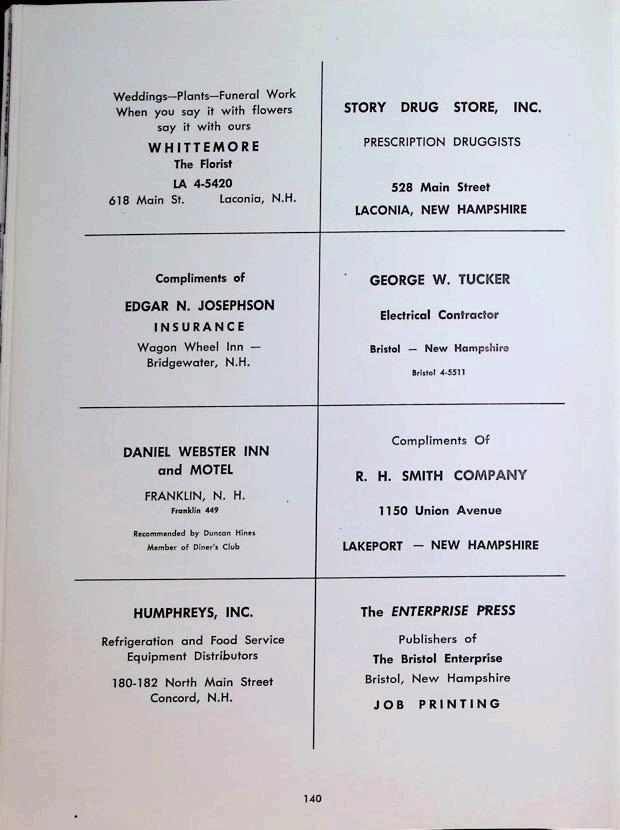 Weddings—Plants—Funeral Work
When you say it with flowers
say it with ours
WHITTEMORE
The Florist
LA 4-5420
618 Main St. Laconia, N.H.
STORY DRUG STORE, INC.
PRESCRIPTION DRUGGISTS
528 Main Street
LACONIA, NEW HAMPSHIRE
Compliments of
EDGAR N. JOSEPHSON
INSURANCE
Wagon Wheel Inn —
Bridgewater, N.H.
GEORGE W. TUCKER
Electrical Contractor
Bristol — New Hampshire
Bristol 4-5511
DANIEL WEBSTER INN
and MOTEL
FRANKLIN, N. H.
Franklin 449
Recommended by Duncan Hines
Member of Diner's Club
Compliments Of
R. H. SMITH COMPANY
1150 Union Avenue
LAKEPORT — NEW HAMPSHIRE
HUMPHREYS, INC.
Refrigeration and Food Service
Equipment Distributors
180-182 North Main Street
Concord, N.H.
The ENTERPRISE PRESS
Publishers of
The Bristol Enterprise
Bristol, New Hampshire
JOB PRINTING
140